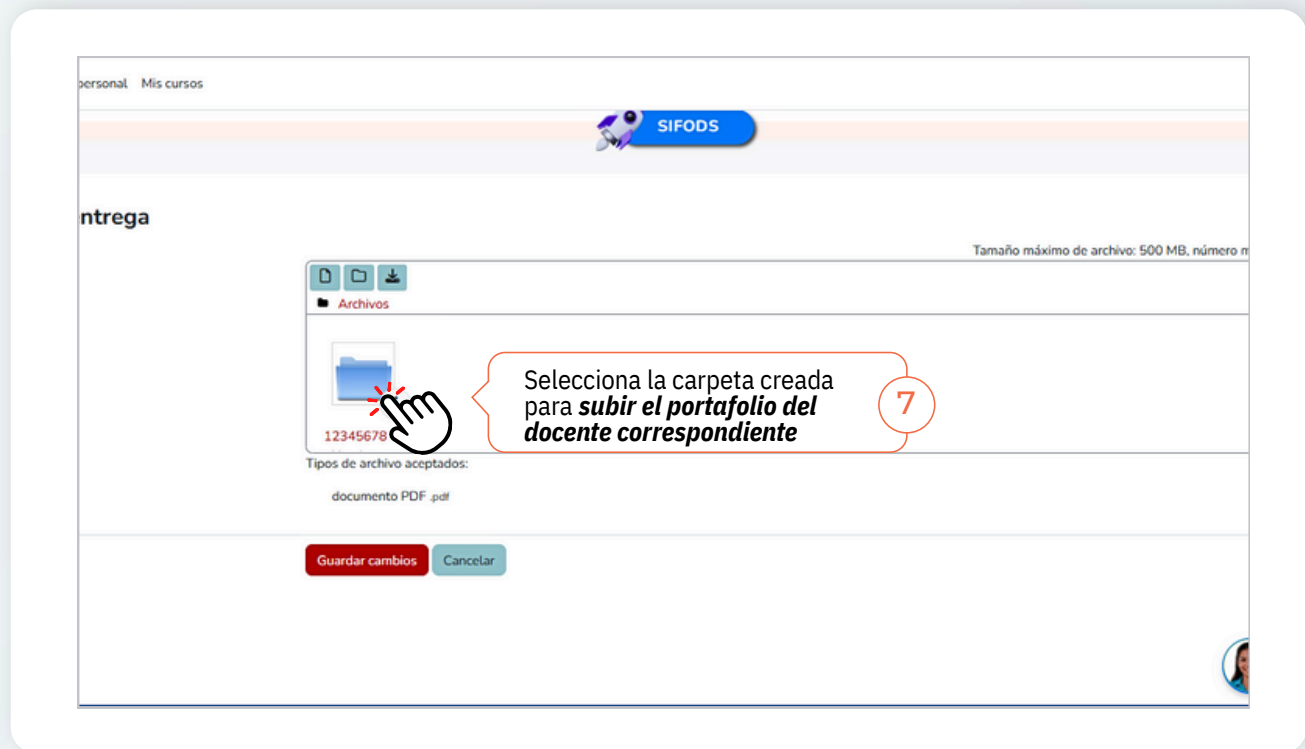 personal Mis cursos
SIFODS
ntrega
Tamaño máximo de archivo: 500 MB, número m
Archivos
Selecciona la carpeta creada
para subir el portafolio del
docente correspondiente
7
12345678
Tipos de archivo aceptados:
documento PDF .pdf
Guardar cambios Cancelar